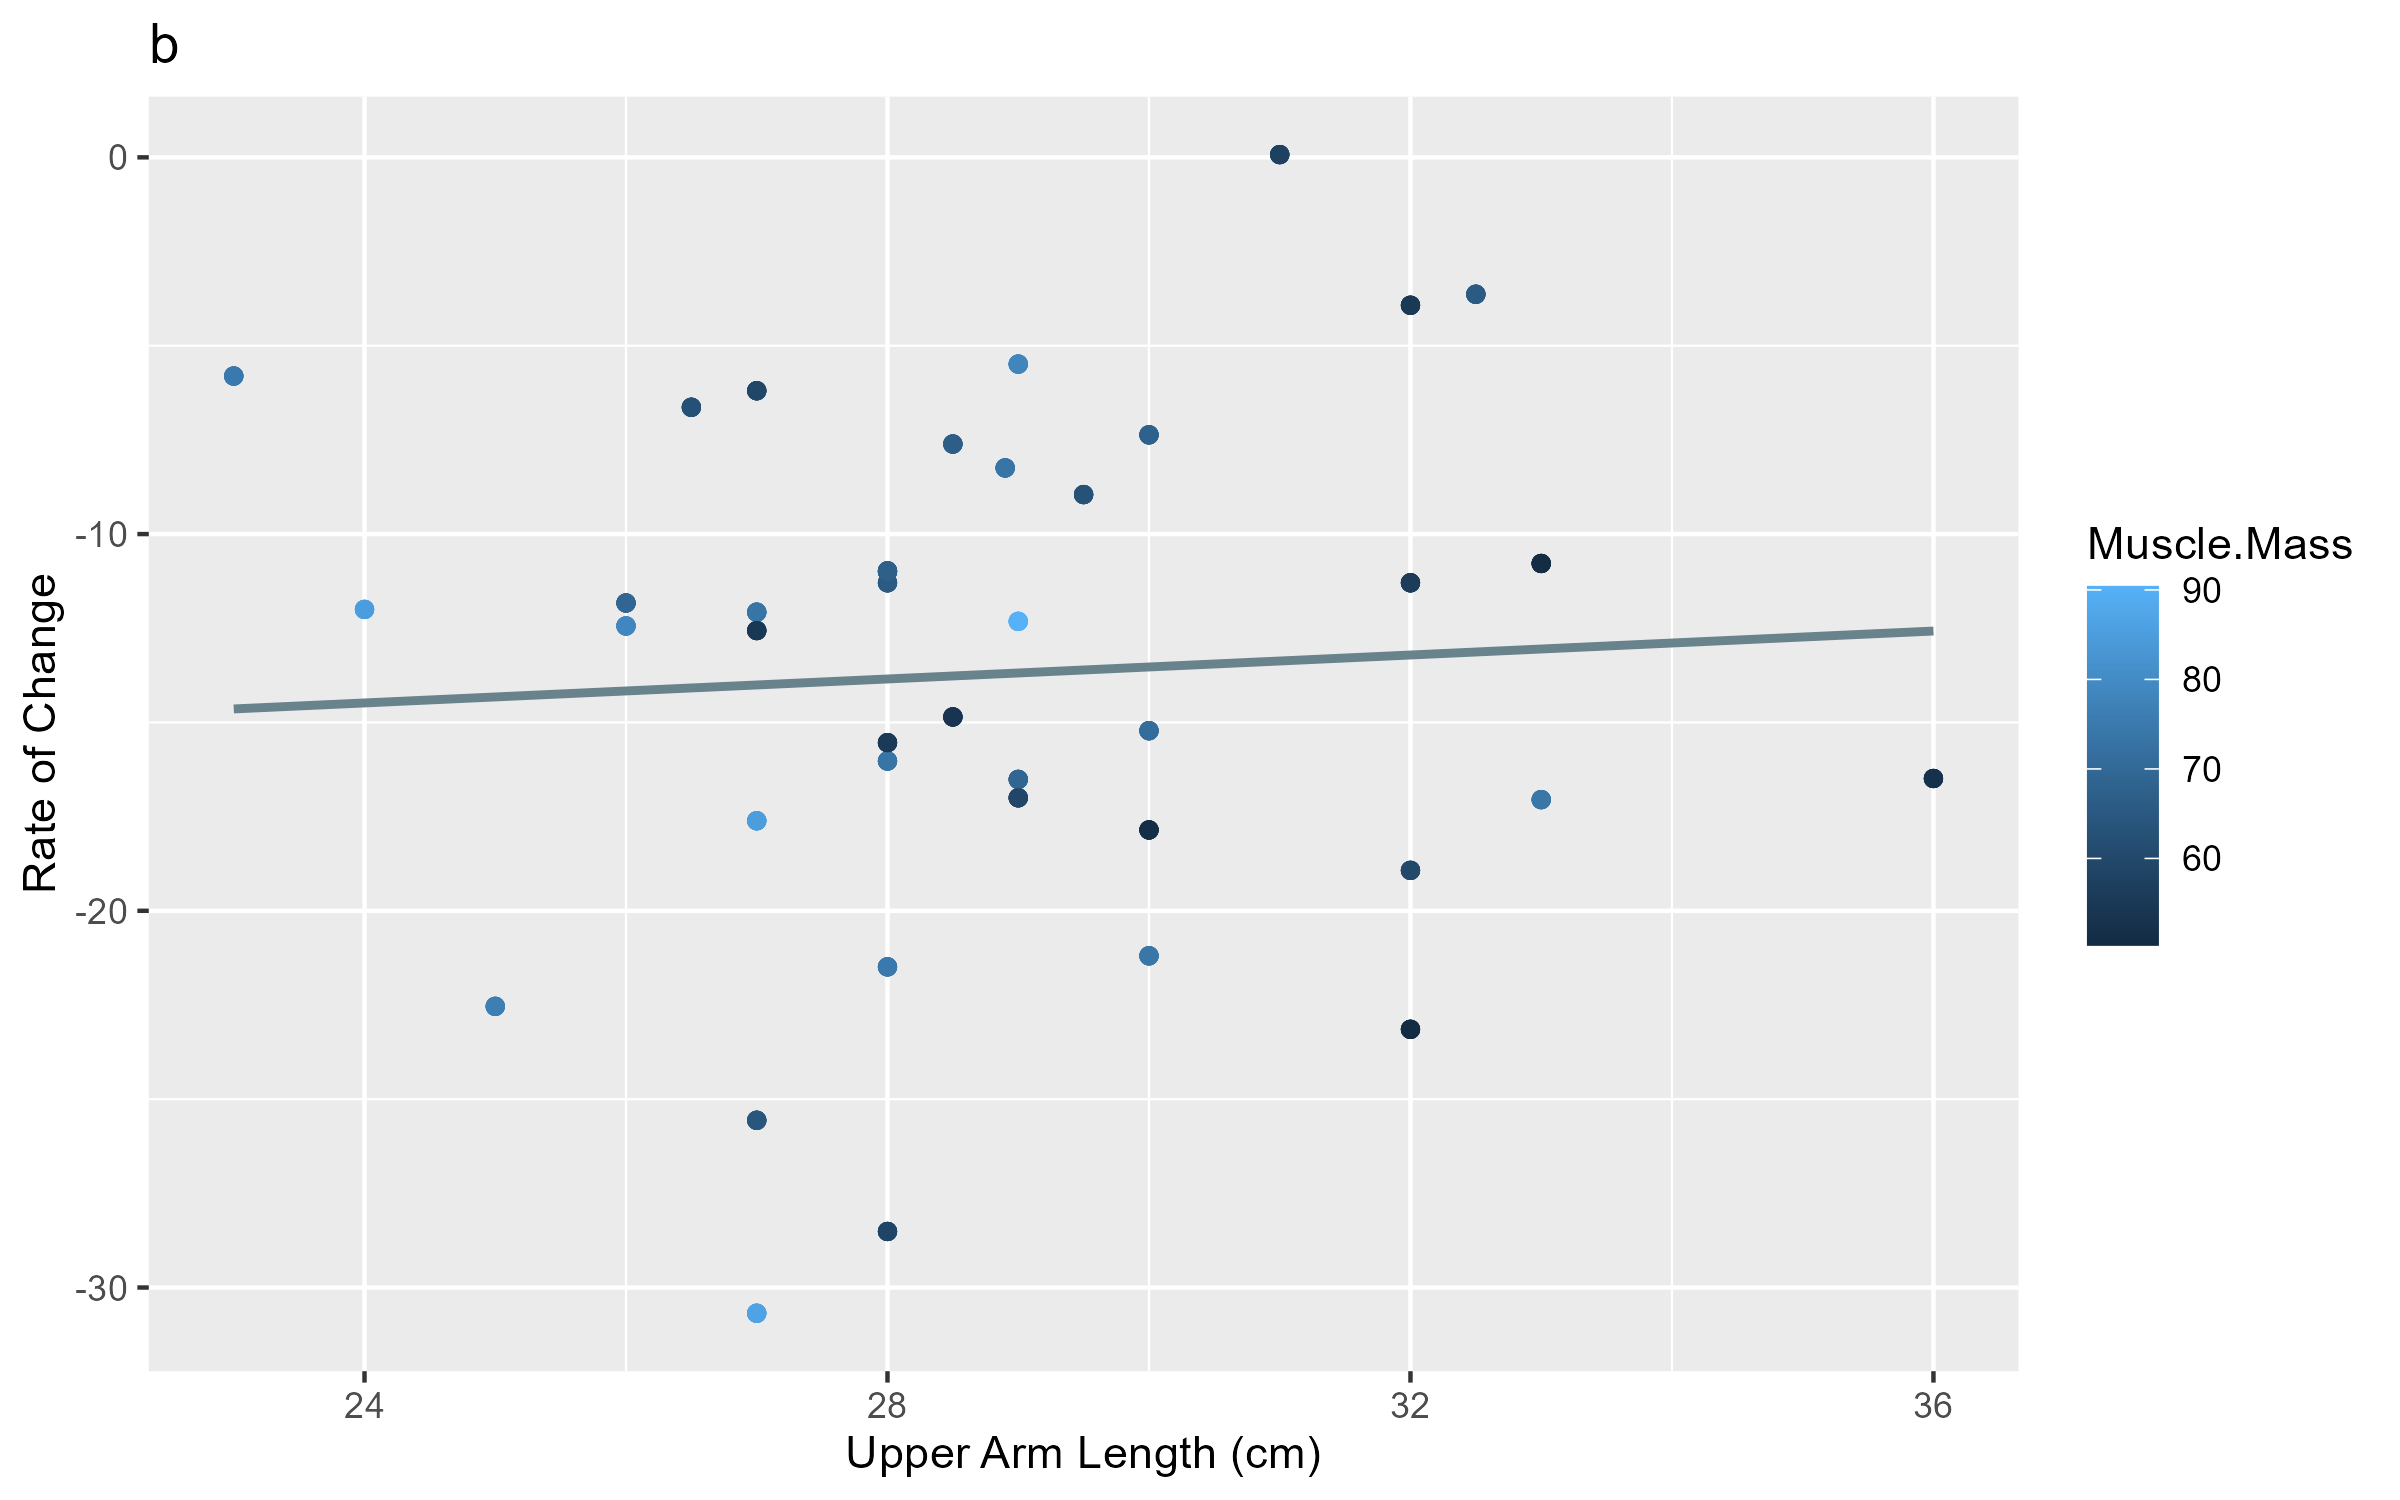 b
0
-10
-20
-30
Rate of Change
24 28 32 36
Upper Arm Length (cm)
Muscle.Mass
90
80
70
60